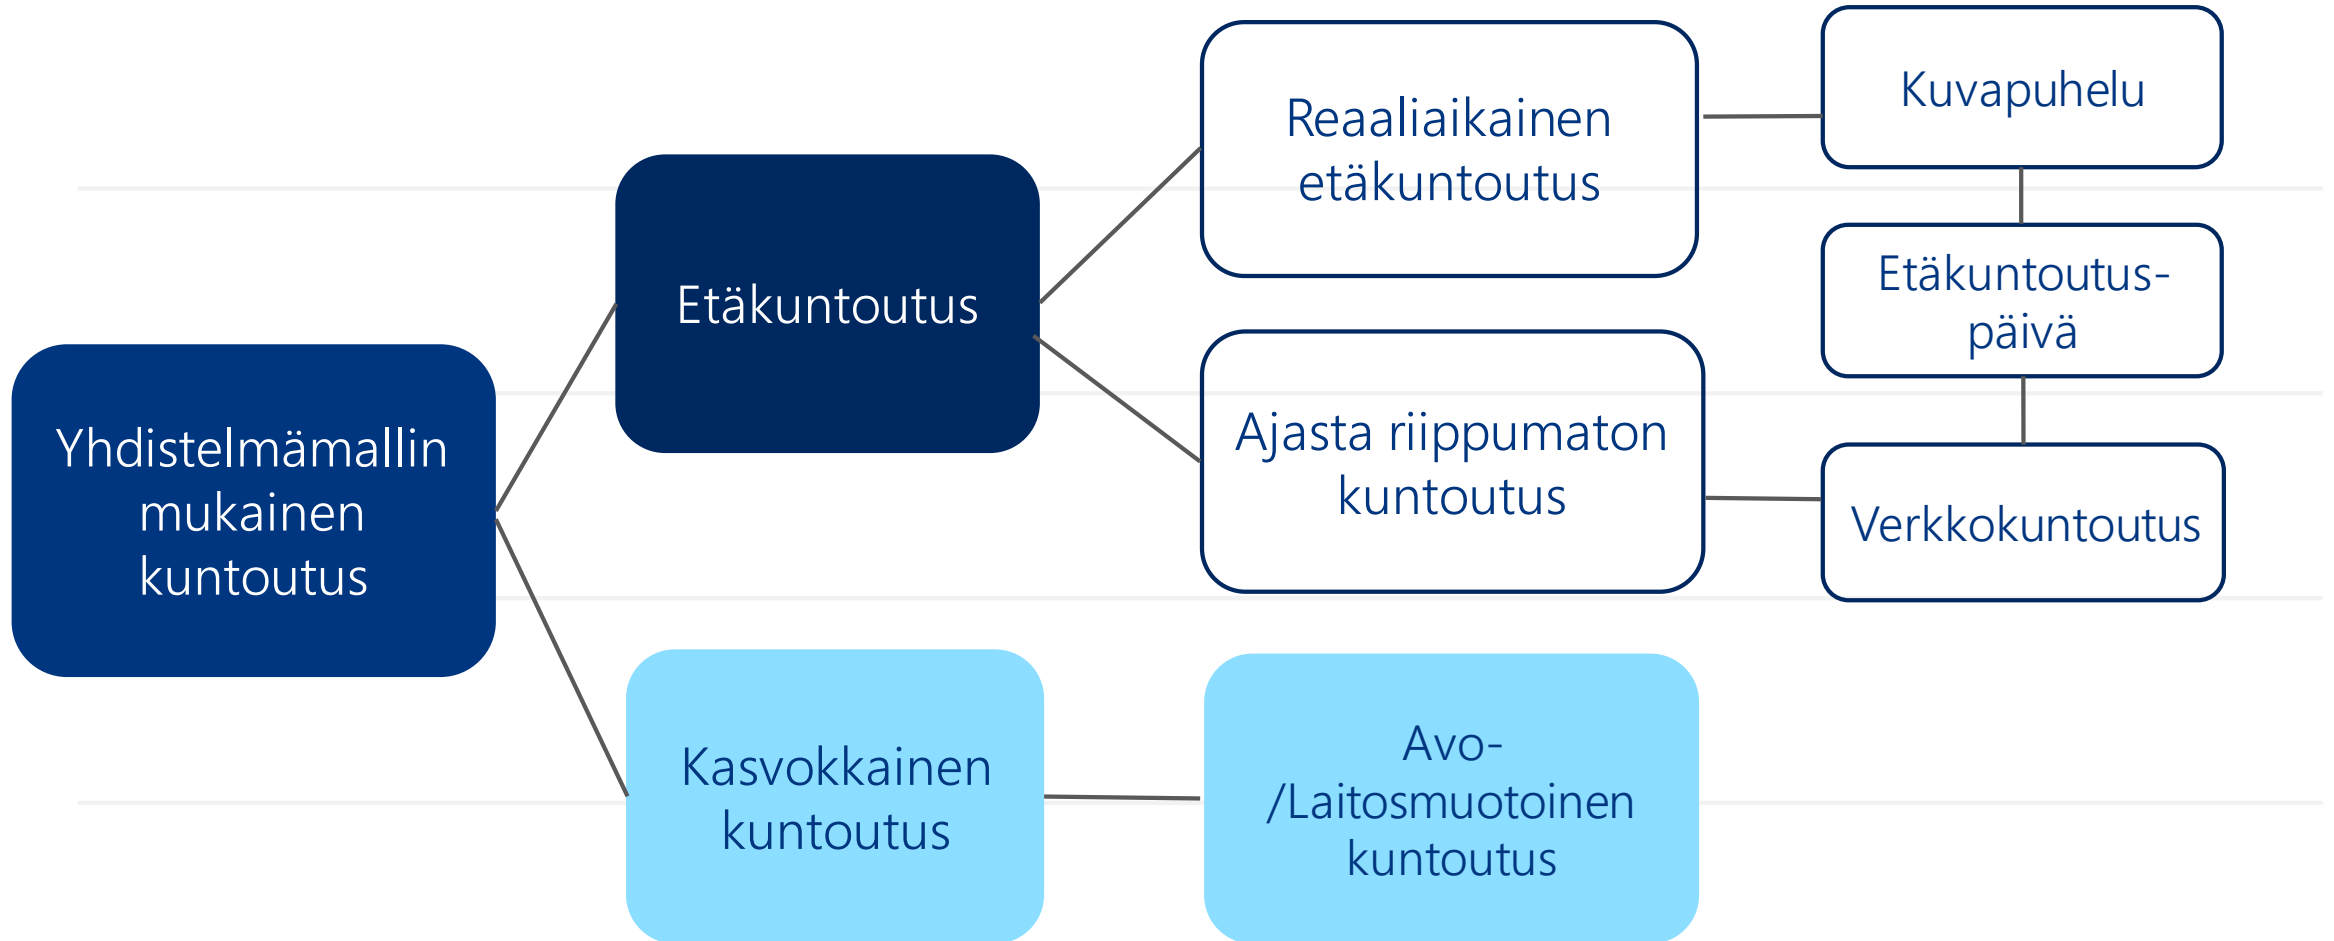 Yhdistelmämallin
mukainen
kuntoutus
Etäkuntoutus
Reaaliaikainen
etäkuntoutus
Kuvapuhelu
Etäkuntoutus-
päivä
Ajasta riippumaton
kuntoutus
Verkkokuntoutus
Kasvokkainen
kuntoutus
Avo-
/Laitosmuotoinen
kuntoutus